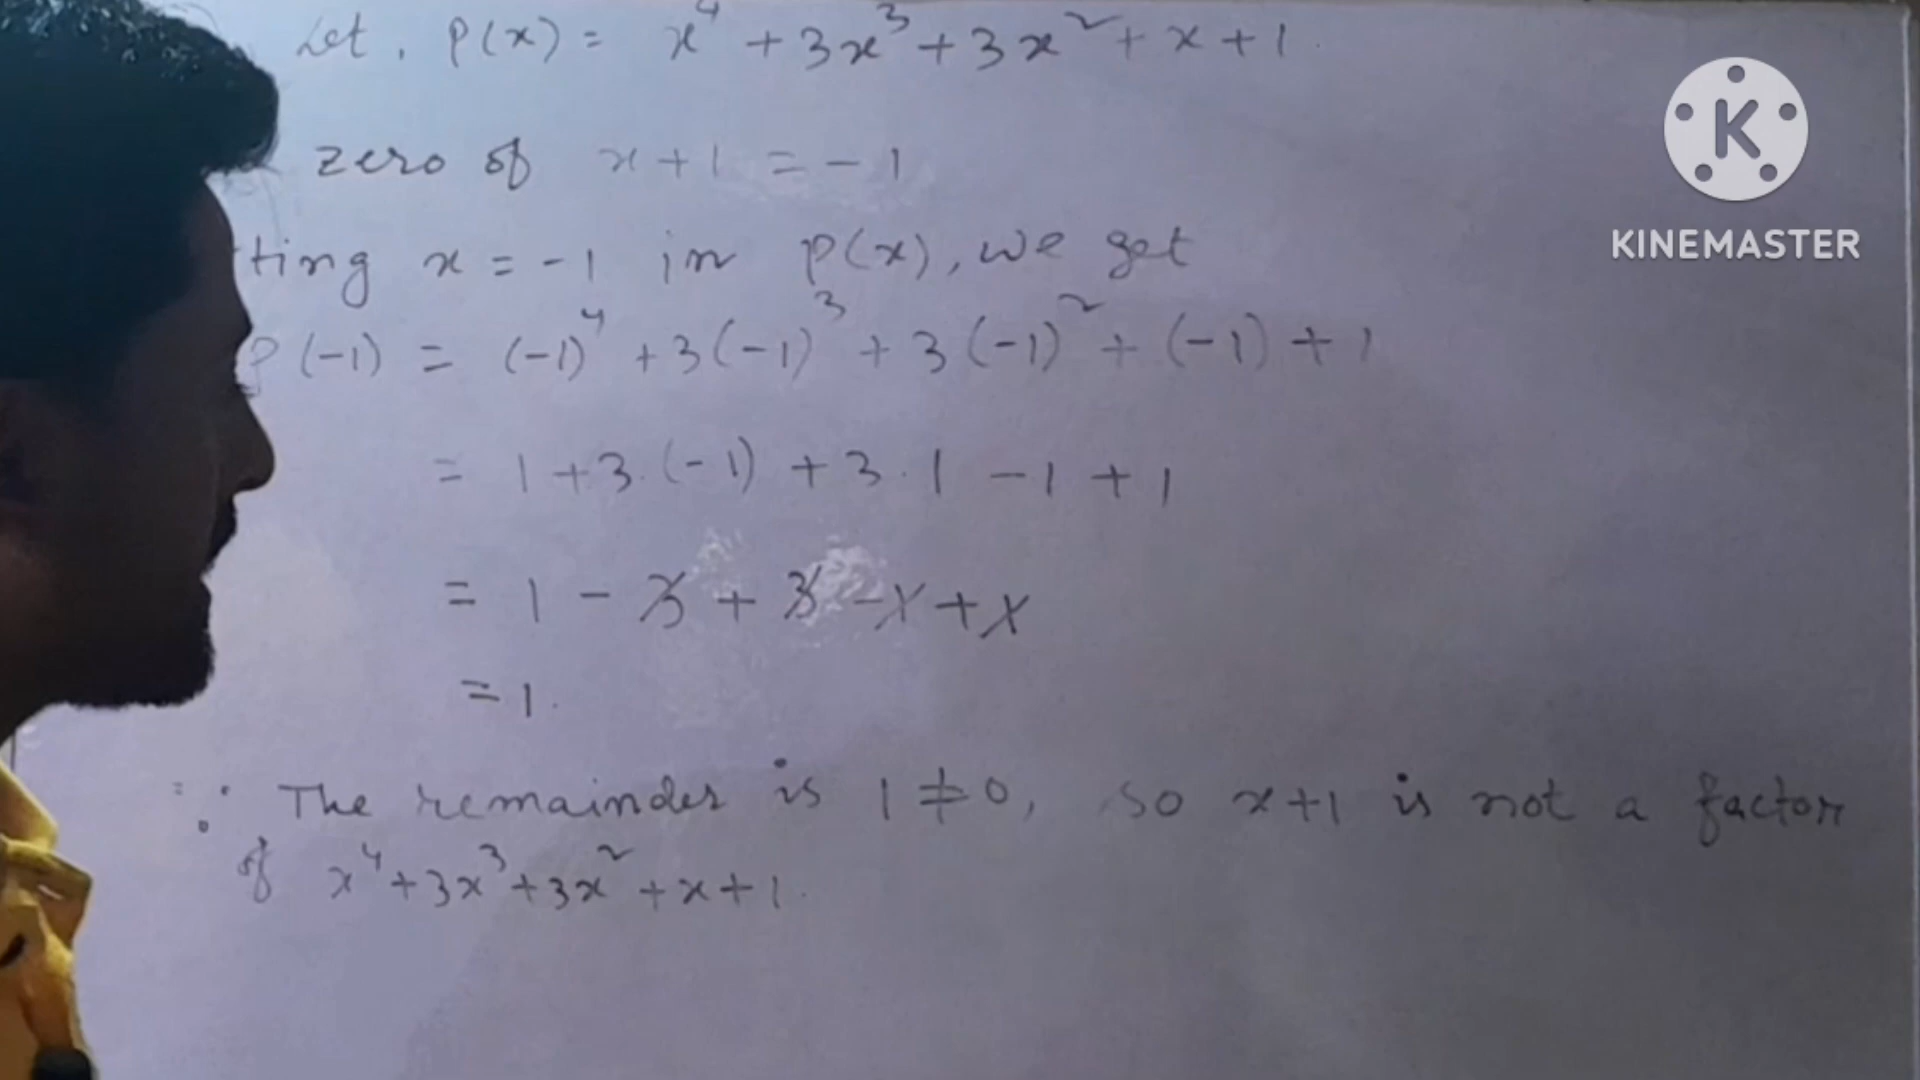 Let, P(x) = x⁴ + 3x³ + 3x² + x + 1.
zero of x+1 = -1
ting x = -1 in P(x), we get
P(-1) = (-1)⁴ + 3(-1)³ + 3(-1)² + (-1) + 1
= 1 + 3.(-1) + 3.1 - 1 + 1
= 1 - 3 + 3 - 1 + 1
= 1.
∵ The remainder is 1 ≠ 0, so x+1 is not a factor
of x⁴+3x³+3x²+x+1.
K
KINEMASTER